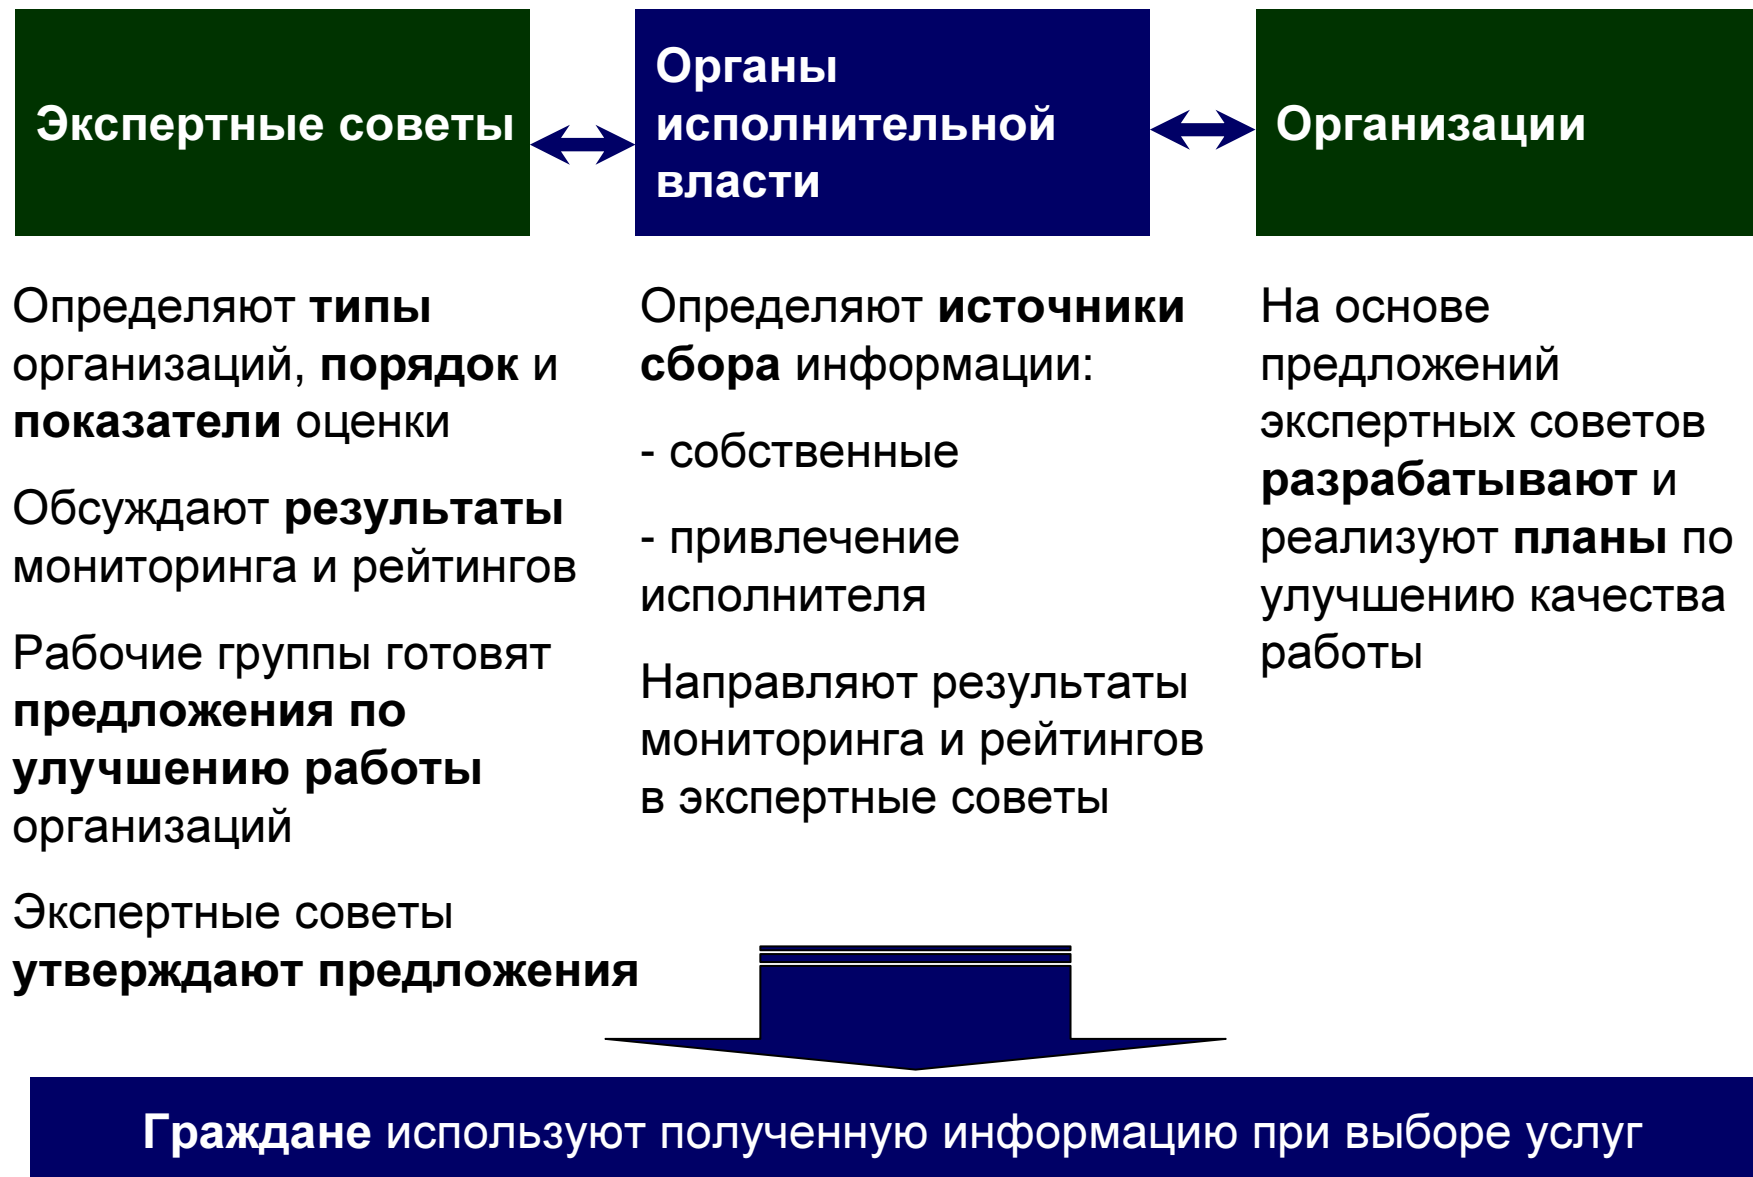 Экспертные советы
Органы
исполнительной
власти
Организации
Определяют типы
организаций, порядок и
показатели оценки
Обсуждают результаты
мониторинга и рейтингов
Рабочие группы готовят
предложения по
улучшению работы
организаций
Экспертные советы
утверждают предложения
Определяют источники
сбора информации:
- собственные
- привлечение
исполнителя
Направляют результаты
мониторинга и рейтингов
в экспертные советы
На основе
предложений
экспертных советов
разрабатывают и
реализуют планы по
улучшению качества
работы
Граждане используют полученную информацию при выборе услуг